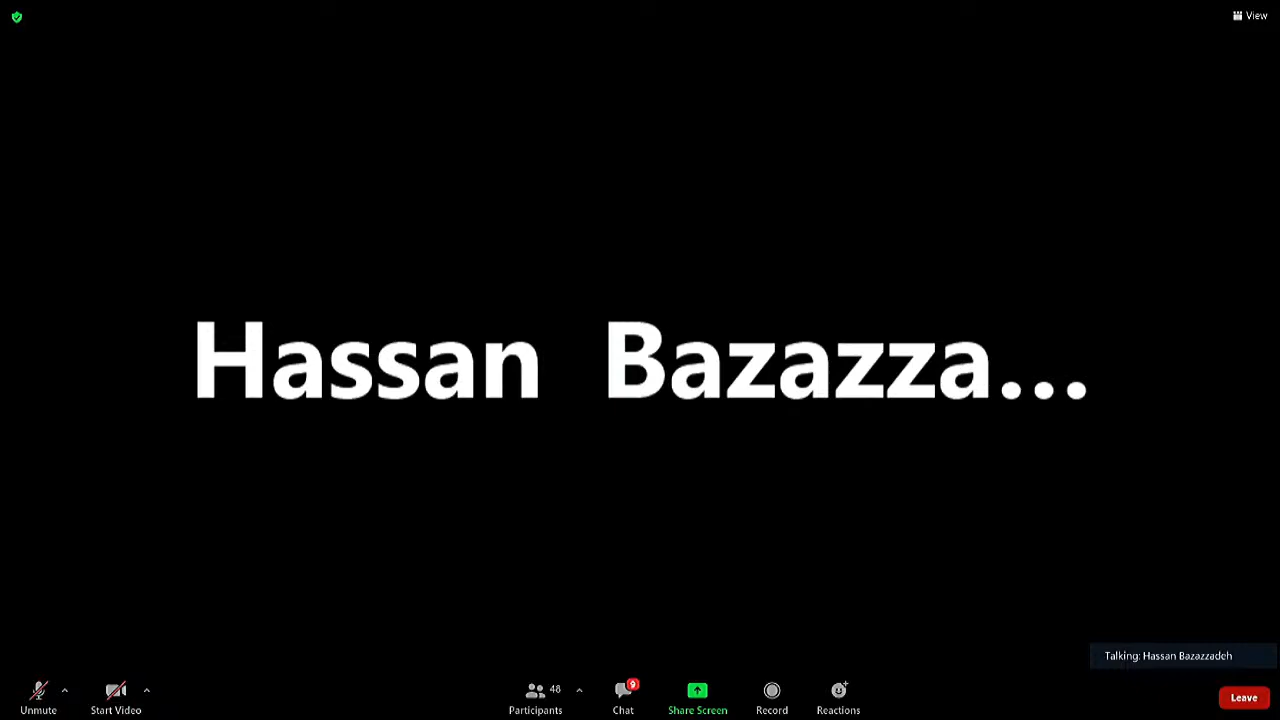 View
Hassan Bazazza...
Talking: Hassan Bazazzadeh
Unmute
Start Video
48
Participants
9
Chat
Share Screen
Record
Reactions
Leave